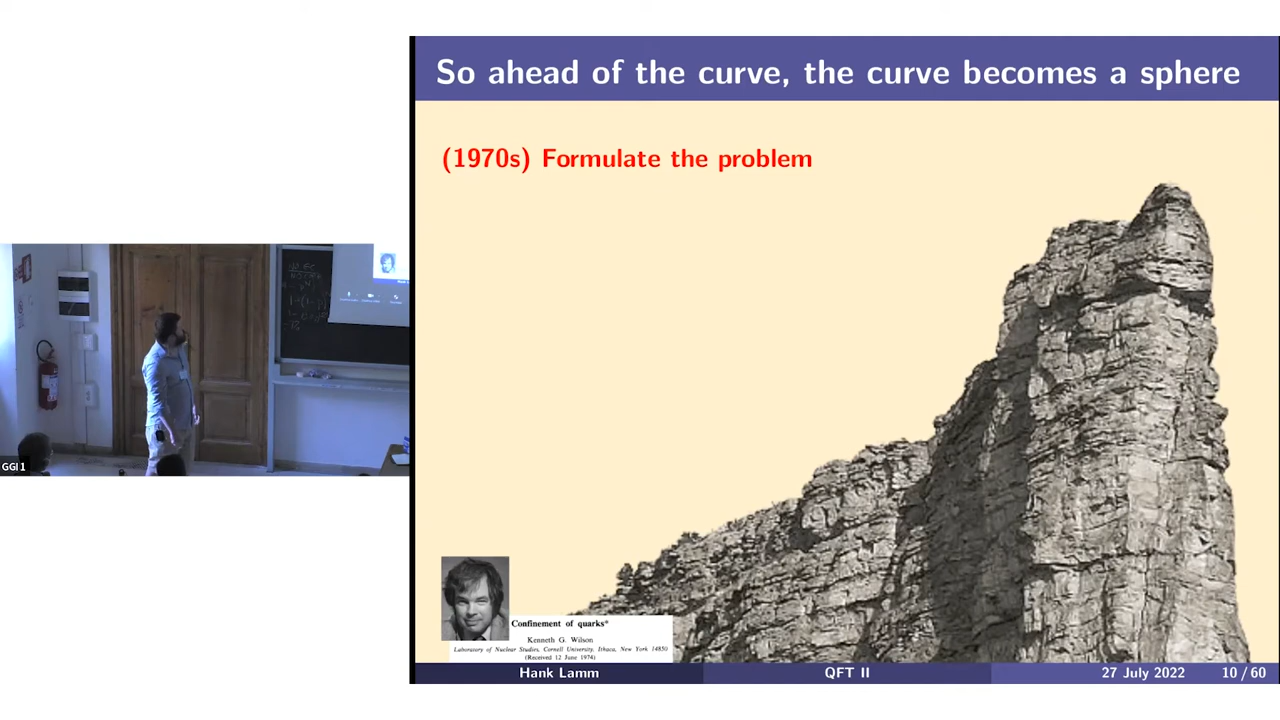 So ahead of the curve, the curve becomes a sphere
(1970s) Formulate the problem
GGI 1
Confinement of quarks*
Kenneth G. Wilson
Laboratory of Nuclear Studies, Cornell University, Ithaca, New York 14850
(Received 12 June 1974)
Hank Lamm
QFT II
27 July 2022
10 / 60